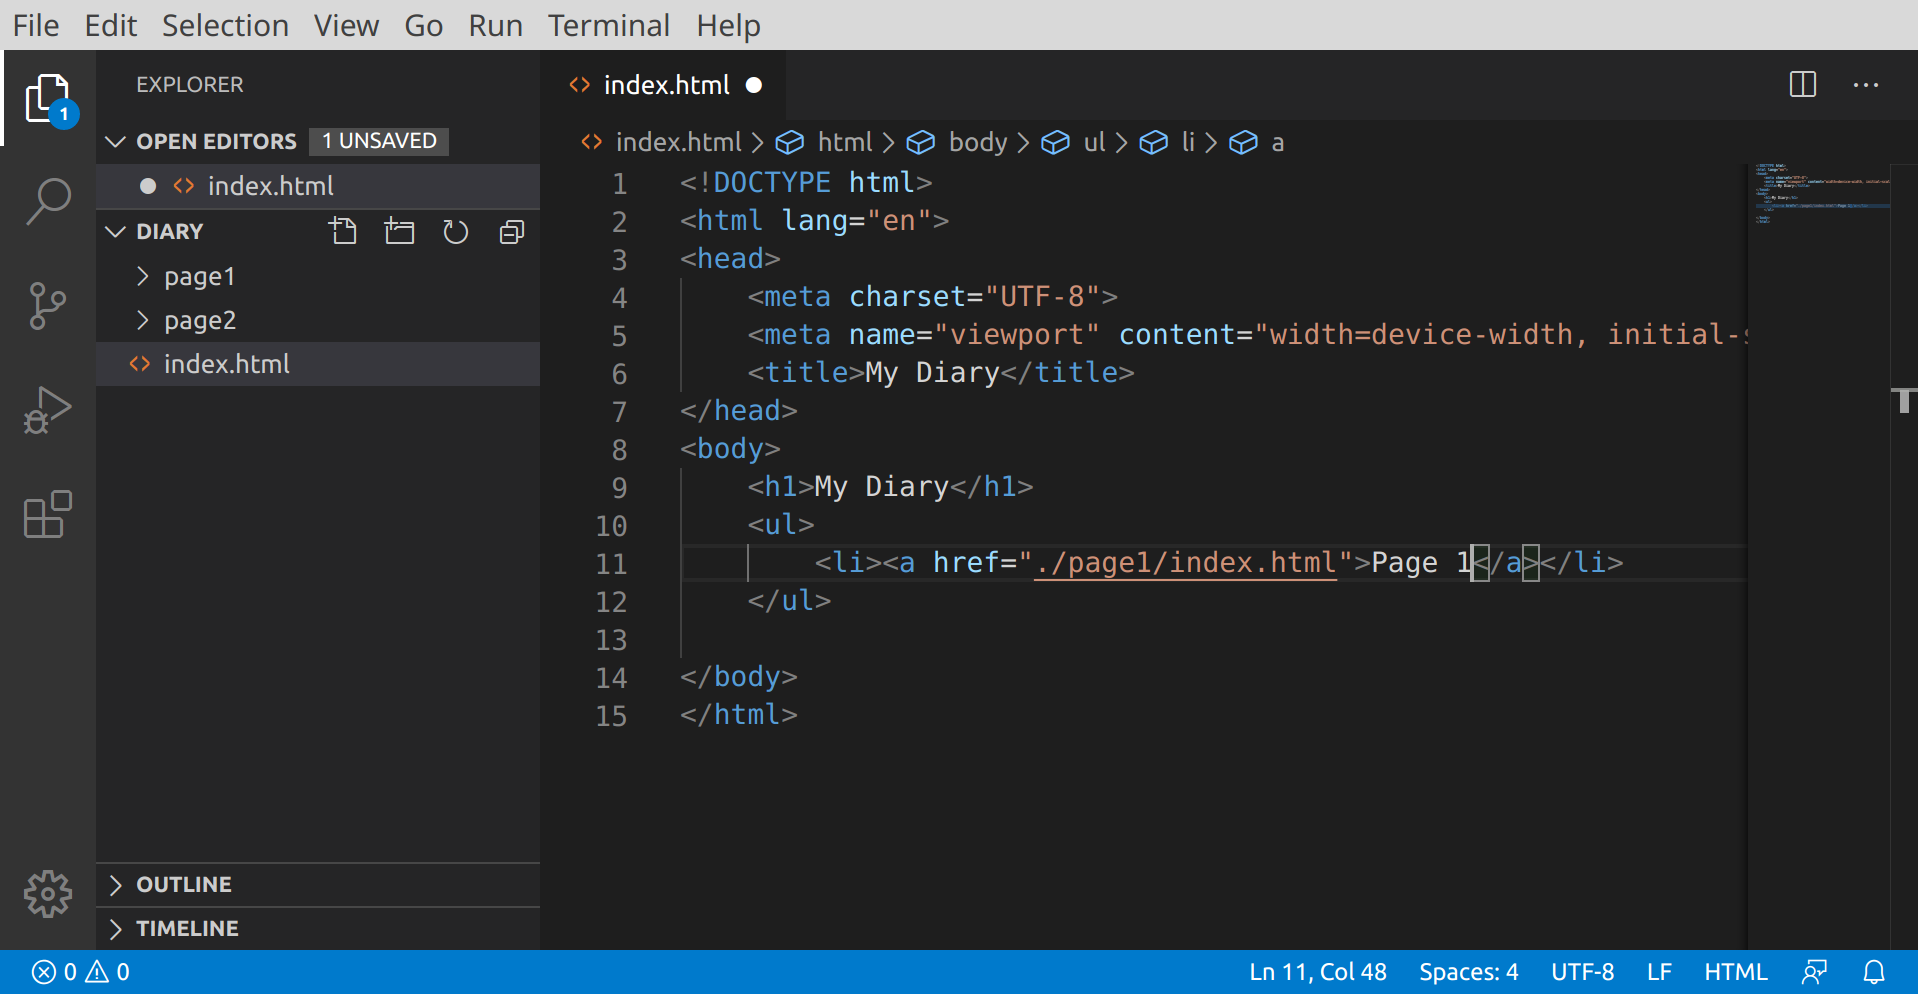 File Edit Selection View Go Run Terminal Help
EXPLORER
1
OPEN EDITORS 1 UNSAVED
index.html
DIARY
page1
page2
index.html
OUTLINE
TIMELINE
index.html
index.html > html > body > ul > li > a
1 <!DOCTYPE html>
2 <html lang="en">
3 <head>
4     <meta charset="UTF-8">
5     <meta name="viewport" content="width=device-width, initial-
6     <title>My Diary</title>
7 </head>
8 <body>
9     <h1>My Diary</h1>
10     <ul>
11         <li><a href="./page1/index.html">Page 1</a></li>
12     </ul>
13
14 </body>
15 </html>
0 0
Ln 11, Col 48 Spaces: 4 UTF-8 LF HTML